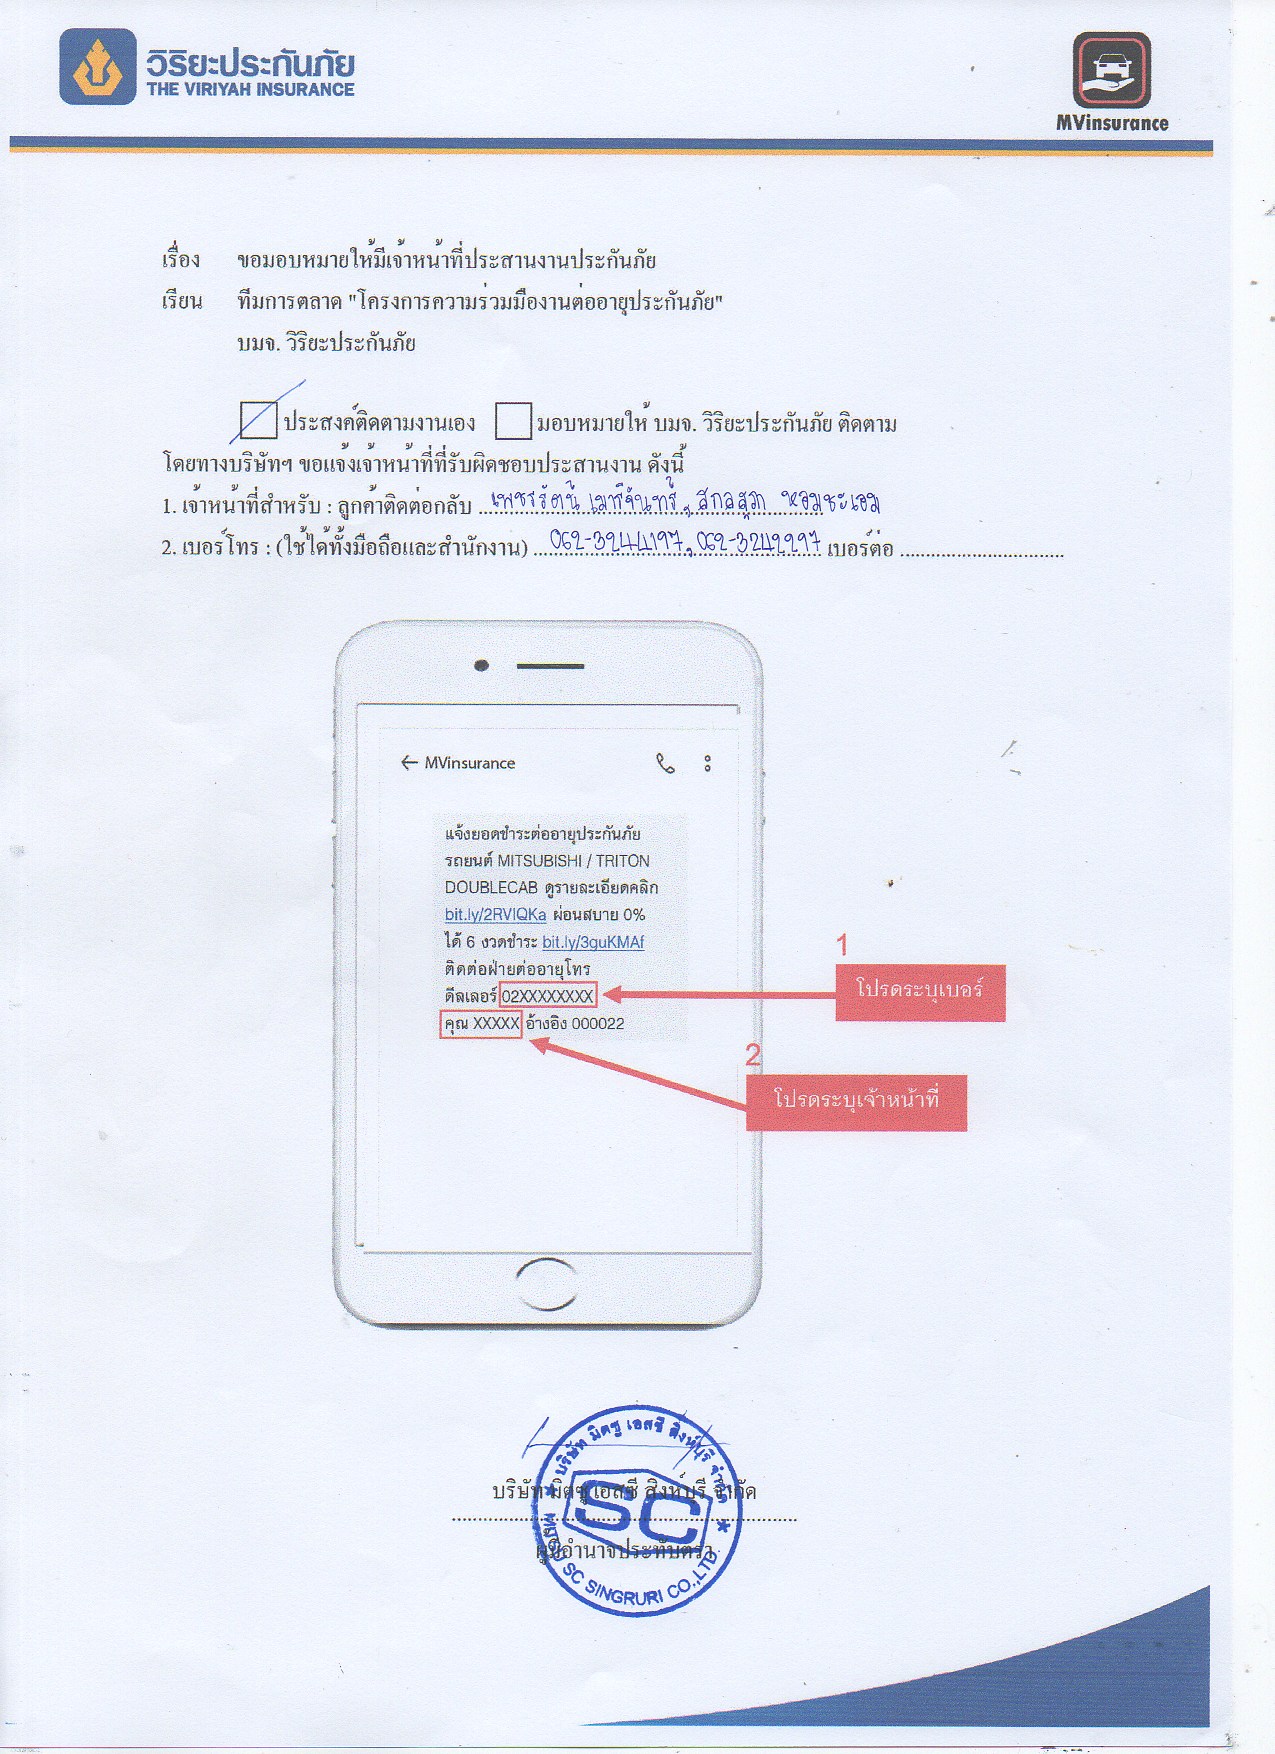 วิริยะประกันภัย
THE VIRIYAH INSURANCE
MVinsurance
เรื่อง ขอมอบหมายให้มีเจ้าหน้าที่ประสานงานประกันภัย
เรียน ทีมการตลาด "โครงการความร่วมมืองานต่ออายุประกันภัย"
บมจ. วิริยะประกันภัย
ประสงค์ติดตามงานเอง มอบหมายให้ บมจ. วิริยะประกันภัย ติดตาม
โดยทางบริษัทฯ ขอแจ้งเจ้าหน้าที่ที่รับผิดชอบประสานงาน ดังนี้
1. เจ้าหน้าที่สำหรับ : ลูกค้าติดต่อกลับ เพชรรัตน์ หอมชะเอม
2. เบอร์โทร : (ใช้ได้ทั้งมือถือและสำนักงาน) 062-3244197, 062-3242297 เบอร์ต่อ
← MVinsurance
แจ้งยอดชำระต่ออายุประกันภัย
รถยนต์ MITSUBISHI / TRITON
DOUBLECAB ดูรายละเอียดคลิก
bit.ly/2RVlQKa ผ่อนสบาย 0%
ได้ 6 งวดชำระ bit.ly/3guKMAf
ติดต่อฝ่ายต่ออายุโทร
ดีลเลอร์ 02XXXXXXXX
คุณ XXXXX อ้างอิง 000022
1
โปรดระบุเบอร์
2
โปรดระบุเจ้าหน้าที่
บริษัท มิตซู เอสซี สิงห์บุรี จำกัด
SC
MITSU SC SINGRURI CO.,LTD.
บริษัท มิตซู เอสซี สิงห์บุรี จำกัด
ผู้มีอำนาจประทับตรา